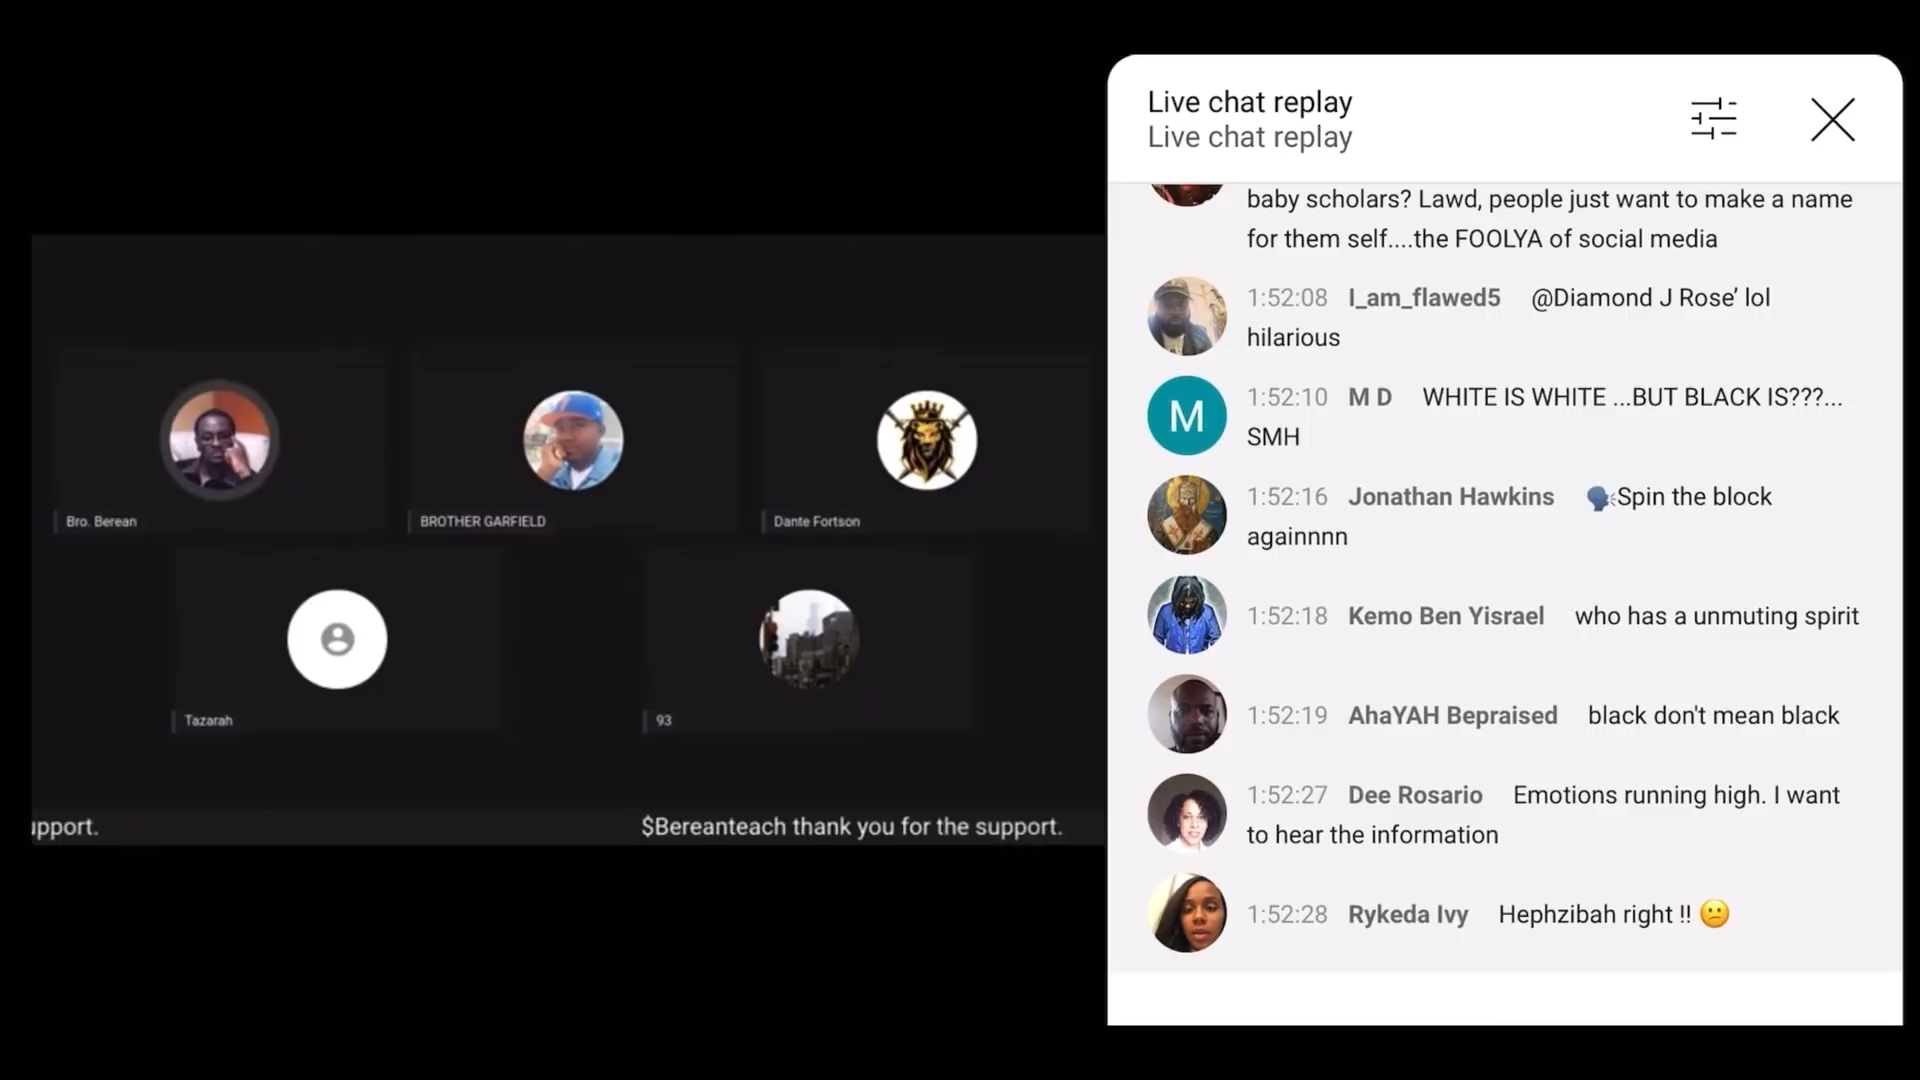 Bro. Berean
BROTHER GARFIELD
Dante Fortson
Tazarah
93
upport.
$Bereanteach thank you for the support.
Live chat replay
Live chat replay
baby scholars? Lawd, people just want to make a name
for them self....the FOOLYA of social media
1:52:08 I_am_flawed5 @Diamond J Rose’ lol
hilarious
M
1:52:10 M D WHITE IS WHITE ...BUT BLACK IS???...
SMH
1:52:16 Jonathan Hawkins 🗣️Spin the block
againnnn
1:52:18 Kemo Ben Yisrael who has a unmuting spirit
1:52:19 AhaYAH Bepraised black don't mean black
1:52:27 Dee Rosario Emotions running high. I want
to hear the information
1:52:28 Rykeda Ivy Hephzibah right !! 😕